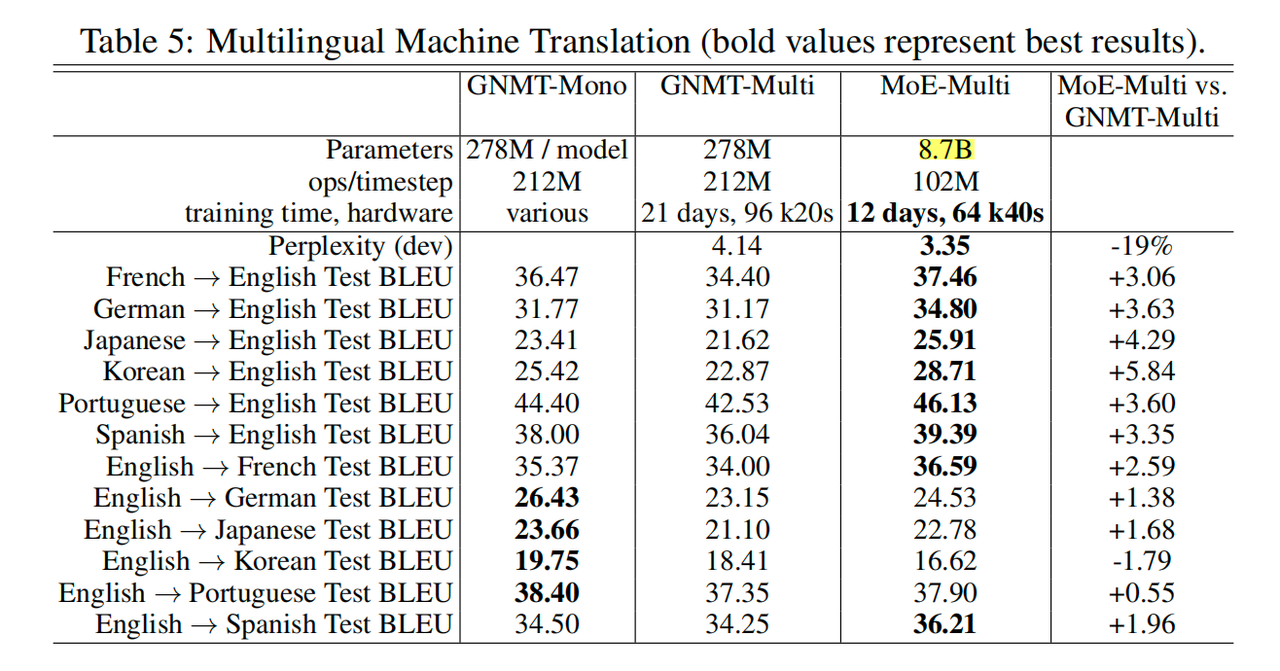 Table 5: Multilingual Machine Translation (bold values represent best results).
GNMT-Mono GNMT-Multi MoE-Multi MoE-Multi vs.
GNMT-Multi
Parameters 278M / model 278M 8.7B
ops/timestep 212M 212M 102M
training time, hardware various 21 days, 96 k20s 12 days, 64 k40s
Perplexity (dev) 4.14 3.35 -19%
French → English Test BLEU 36.47 34.40 37.46 +3.06
German → English Test BLEU 31.77 31.17 34.80 +3.63
Japanese → English Test BLEU 23.41 21.62 25.91 +4.29
Korean → English Test BLEU 25.42 22.87 28.71 +5.84
Portuguese → English Test BLEU 44.40 42.53 46.13 +3.60
Spanish → English Test BLEU 38.00 36.04 39.39 +3.35
English → French Test BLEU 35.37 34.00 36.59 +2.59
English → German Test BLEU 26.43 23.15 24.53 +1.38
English → Japanese Test BLEU 23.66 21.10 22.78 +1.68
English → Korean Test BLEU 19.75 18.41 16.62 -1.79
English → Portuguese Test BLEU 38.40 37.35 37.90 +0.55
English → Spanish Test BLEU 34.50 34.25 36.21 +1.96